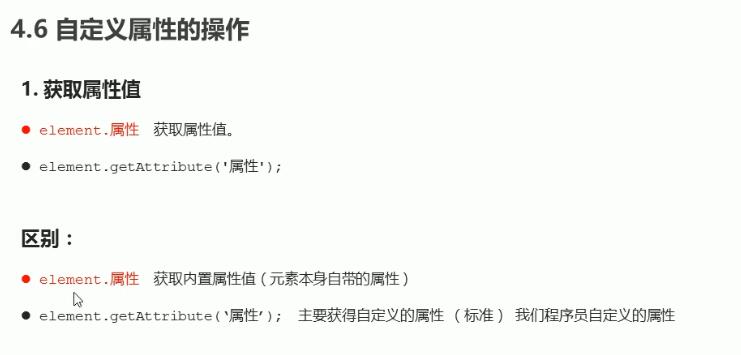 4.6 自定义属性的操作
1. 获取属性值
● element.属性 获取属性值。
● element.getAttribute('属性');
区别：
● element.属性 获取内置属性值（元素本身自带的属性）
● element.getAttribute(‘属性’); 主要获得自定义的属性 （标准） 我们程序员自定义的属性